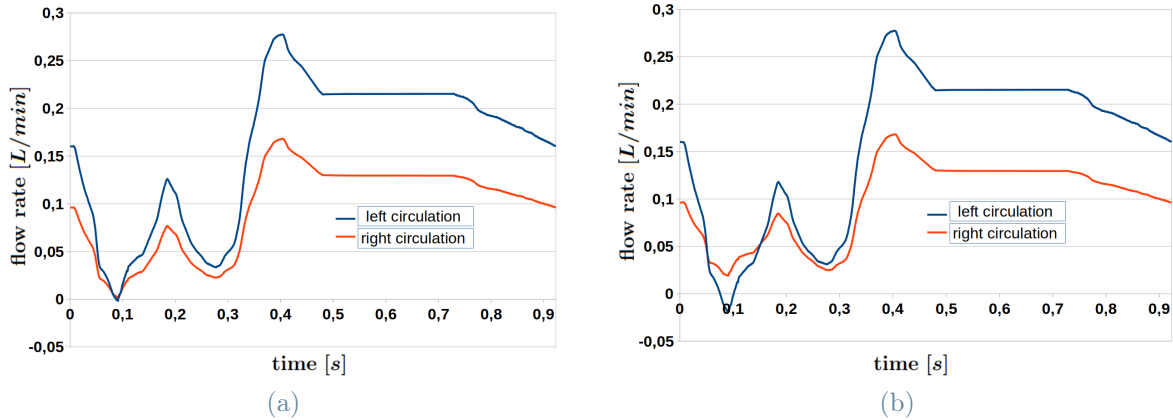 0,3
0,25
0,2
0,15
0,1
0,05
0
-0,05
flow rate [L/min]
0 0,1 0,2 0,3 0,4 0,5 0,6 0,7 0,8 0,9
time [s]
left circulation
right circulation
(a)
0,3
0,25
0,2
0,15
0,1
0,05
0
-0,05
flow rate [L/min]
0 0,1 0,2 0,3 0,4 0,5 0,6 0,7 0,8 0,9
time [s]
left circulation
right circulation
(b)